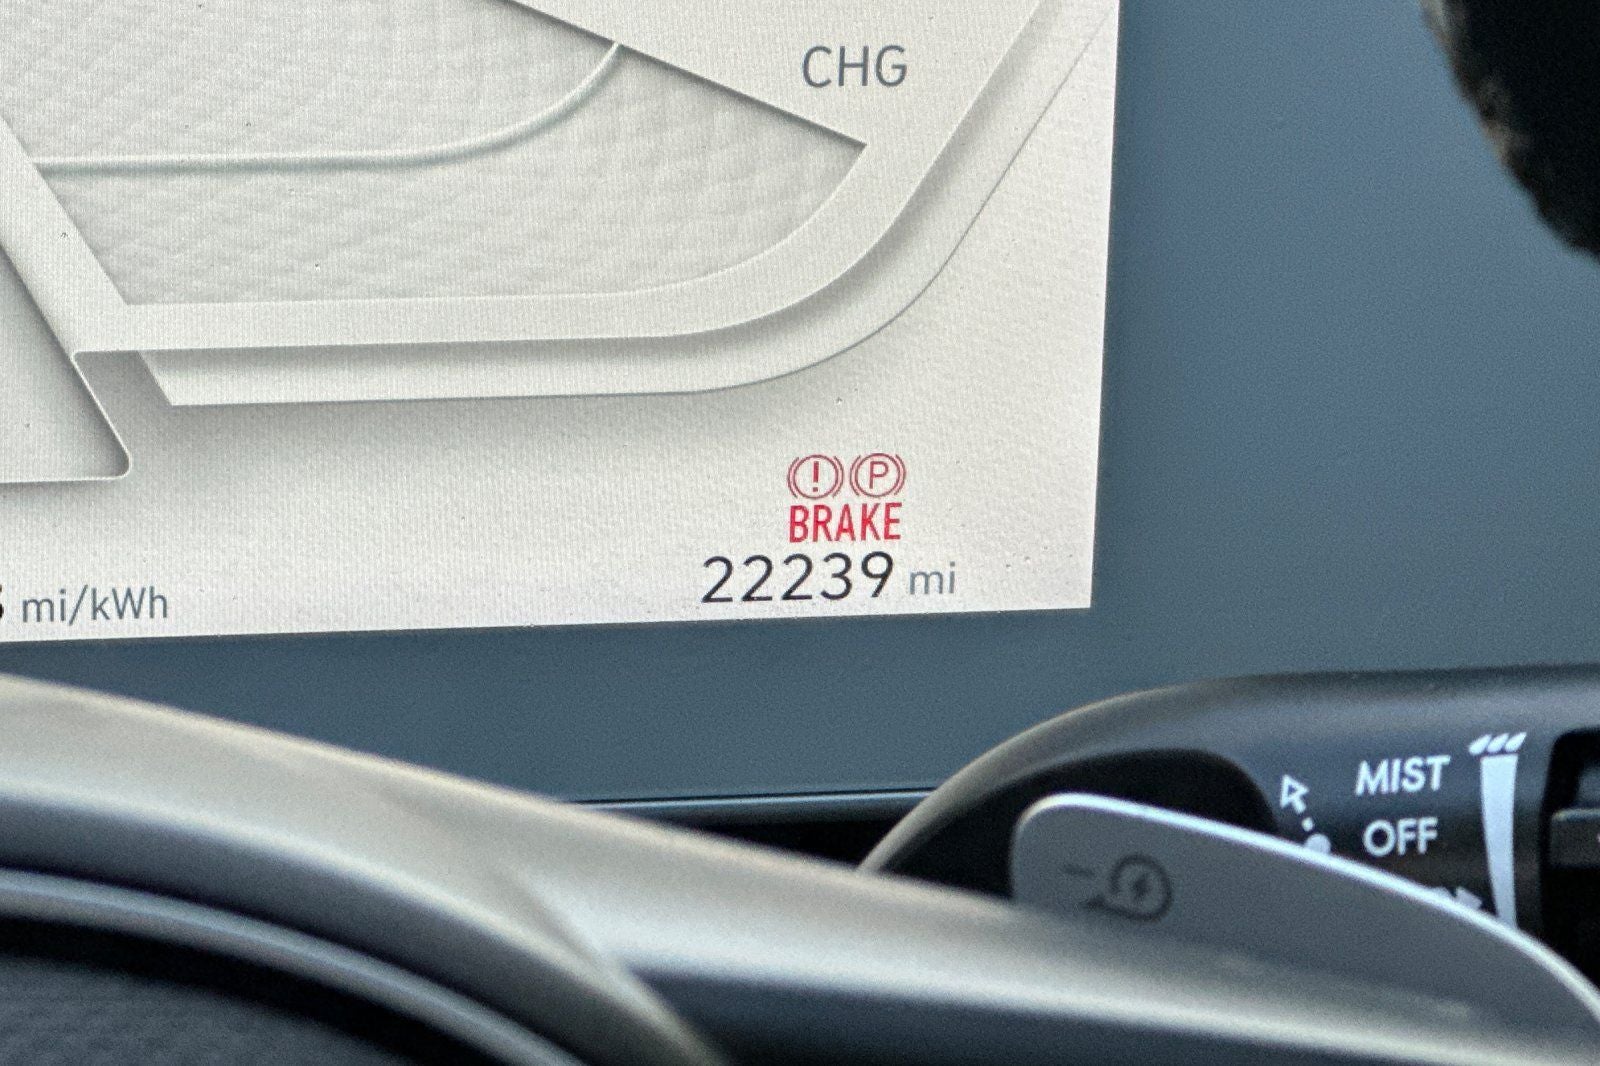 CHG
(!) (P)
BRAKE
22239 mi
mi/kWh
MIST
OFF